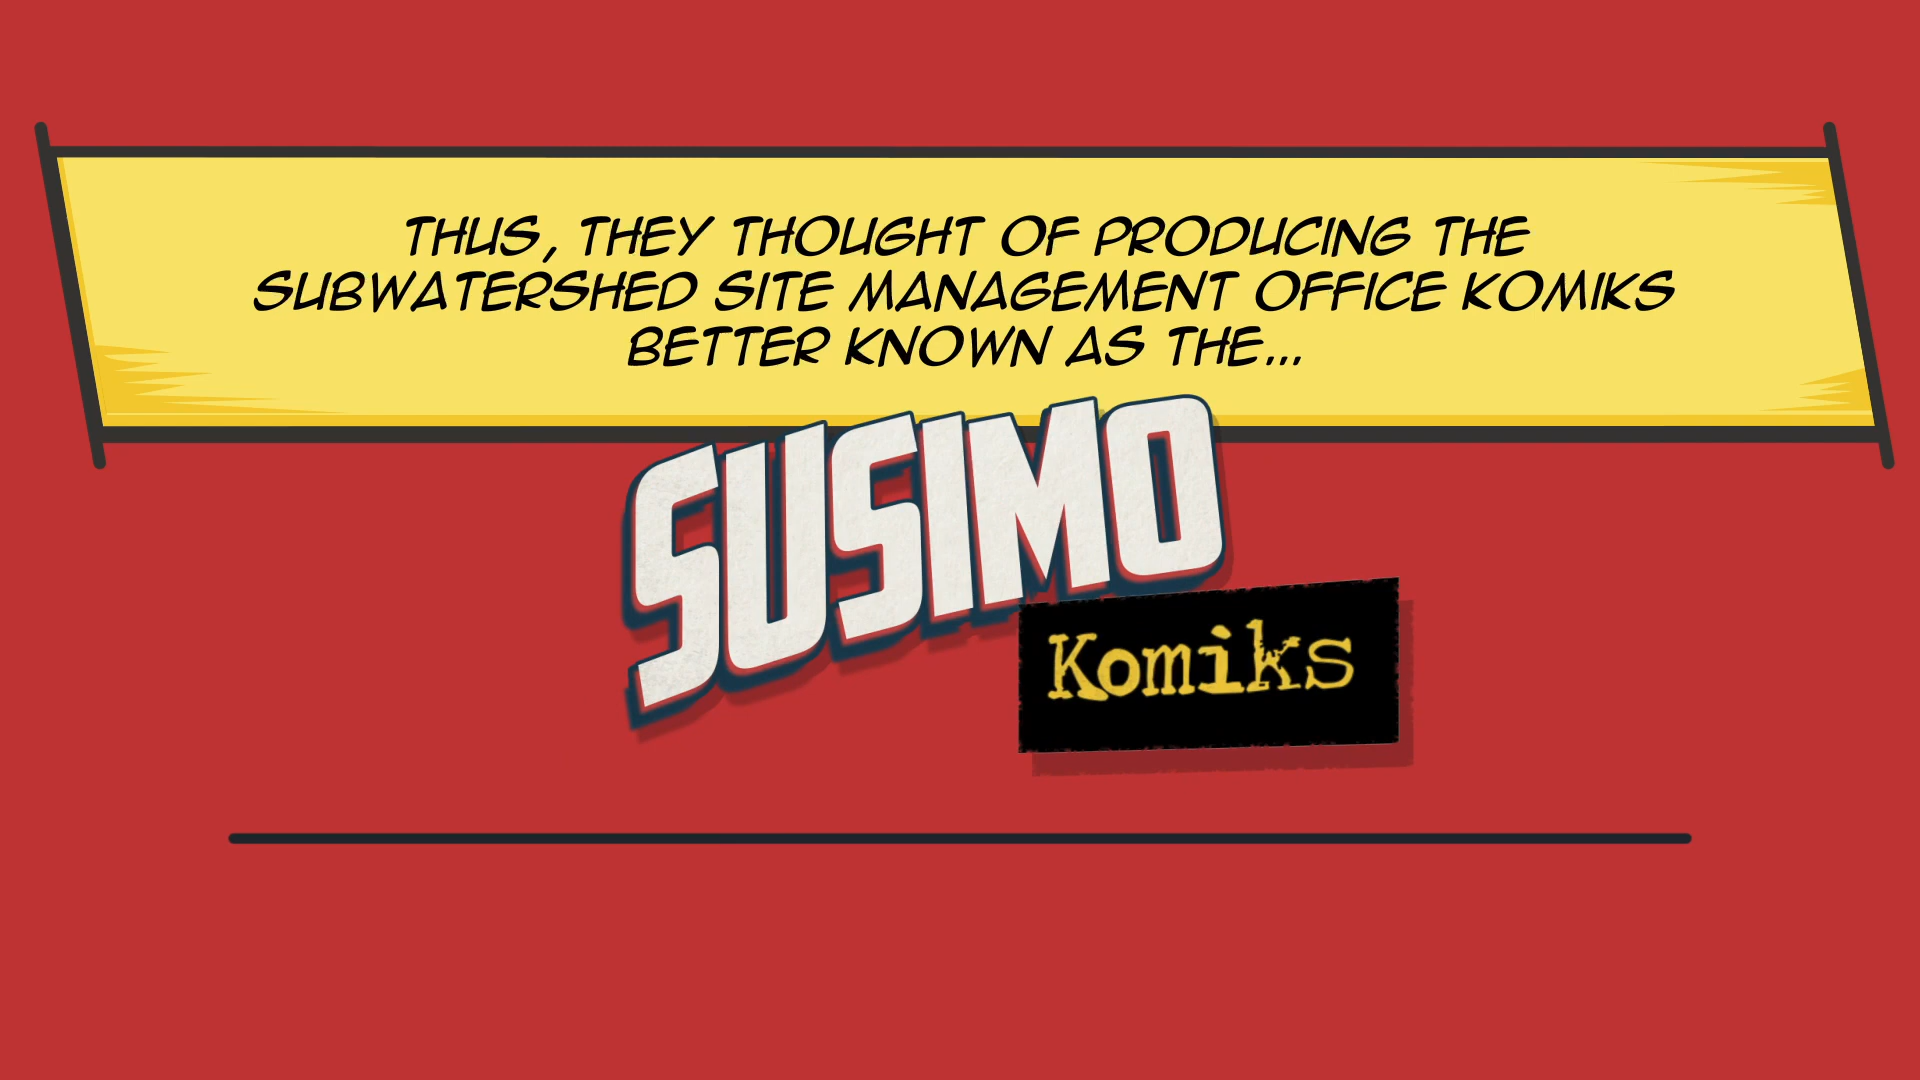 THUS, THEY THOUGHT OF PRODUCING THE
SUBWATERSHED SITE MANAGEMENT OFFICE KOMIKS
BETTER KNOWN AS THE...
SUSIMO
Komiks